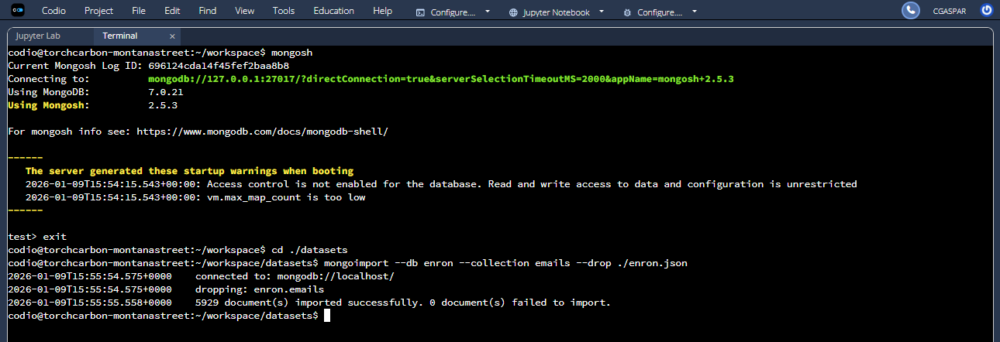 Codio Project File Edit Find View Tools Education Help Configure.... Jupyter Notebook Configure.... CGASPAR
Jupyter Lab Terminal ×
codio@torchcarbon-montanastreet:~/workspace$ mongosh
Current Mongosh Log ID: 696124cda14f45fef2baa8b8
Connecting to: mongodb://127.0.0.1:27017/?directConnection=true&serverSelectionTimeoutMS=2000&appName=mongosh+2.5.3
Using MongoDB: 7.0.21
Using Mongosh: 2.5.3
For mongosh info see: https://www.mongodb.com/docs/mongodb-shell/
------
The server generated these startup warnings when booting
2026-01-09T15:54:15.543+00:00: Access control is not enabled for the database. Read and write access to data and configuration is unrestricted
2026-01-09T15:54:15.543+00:00: vm.max_map_count is too low
------
test> exit
codio@torchcarbon-montanastreet:~/workspace$ cd ./datasets
codio@torchcarbon-montanastreet:~/workspace/datasets$ mongoimport --db enron --collection emails --drop ./enron.json
2026-01-09T15:55:54.575+0000 connected to: mongodb://localhost/
2026-01-09T15:55:54.575+0000 dropping: enron.emails
2026-01-09T15:55:55.558+0000 5929 document(s) imported successfully. 0 document(s) failed to import.
codio@torchcarbon-montanastreet:~/workspace/datasets$